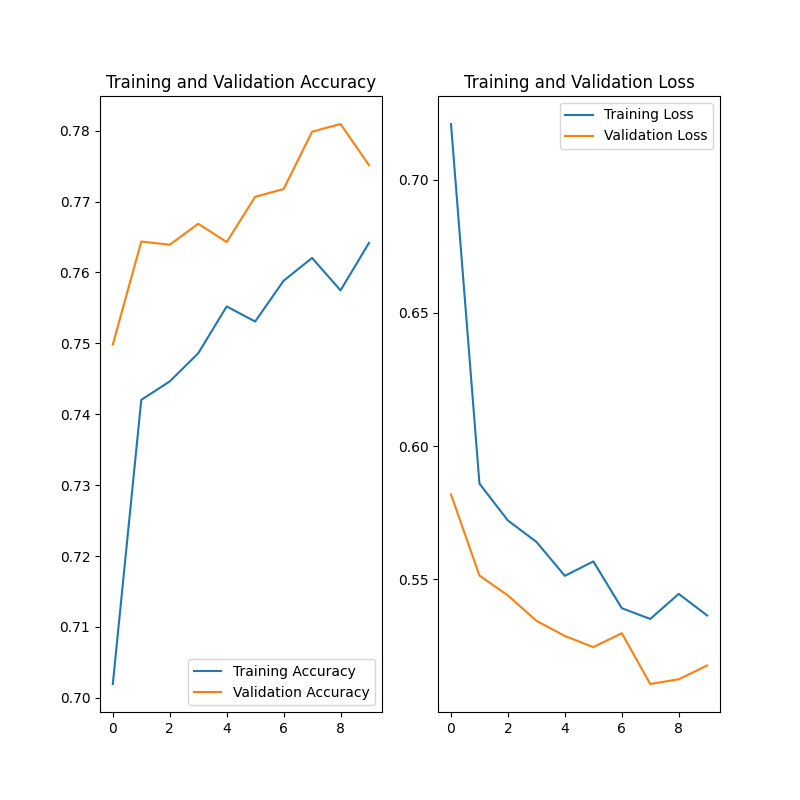 Training and Validation Accuracy
0.78
0.77
0.76
0.75
0.74
0.73
0.72
0.71
0.70
0 2 4 6 8
Training Accuracy
Validation Accuracy
Training and Validation Loss
0.70
0.65
0.60
0.55
0 2 4 6 8
Training Loss
Validation Loss